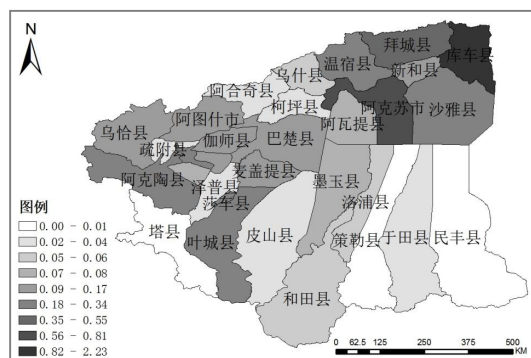 N
拜城县
库车县
温宿县
新和县
乌什县
阿合奇县
柯坪县
阿克苏市
沙雅县
阿瓦提县
阿图什市
乌恰县
伽师县
巴楚县
疏附县
麦盖提县
阿克陶县
泽普县
莎车县
墨玉县
洛浦县
塔县
叶城县
皮山县
策勒县
于田县
民丰县
和田县
图例
0.00 - 0.01
0.02 - 0.04
0.05 - 0.06
0.07 - 0.08
0.09 - 0.17
0.18 - 0.34
0.35 - 0.55
0.56 - 0.81
0.82 - 2.23
0 62.5 125 250 375 500
KM